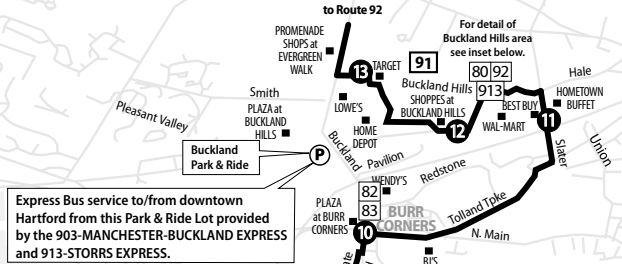 to Route 92
PROMENADE
SHOPS at
EVERGREEN
WALK
For detail of
Buckland Hills area
see inset below.
91
13
TARGET
80 92
913
Hale
Smith
Buckland Hills
HOMETOWN
BUFFET
Pleasant Valley
PLAZA at
BUCKLAND
HILLS
LOWE'S
SHOPPES at
BUCKLAND HILLS
BEST BUY
11
HOME
DEPOT
12
WAL-MART
Buckland
Park & Ride
P
Buckland
Pavilion
Redstone
Slater
Union
WENDY'S
82
83
Express Bus service to/from downtown
Hartford from this Park & Ride Lot provided
by the 903-MANCHESTER-BUCKLAND EXPRESS
and 913-STORRS EXPRESS.
PLAZA
at BURR
CORNERS
BURR
CORNERS
Tolland Tpke
10
N. Main
BJ'S